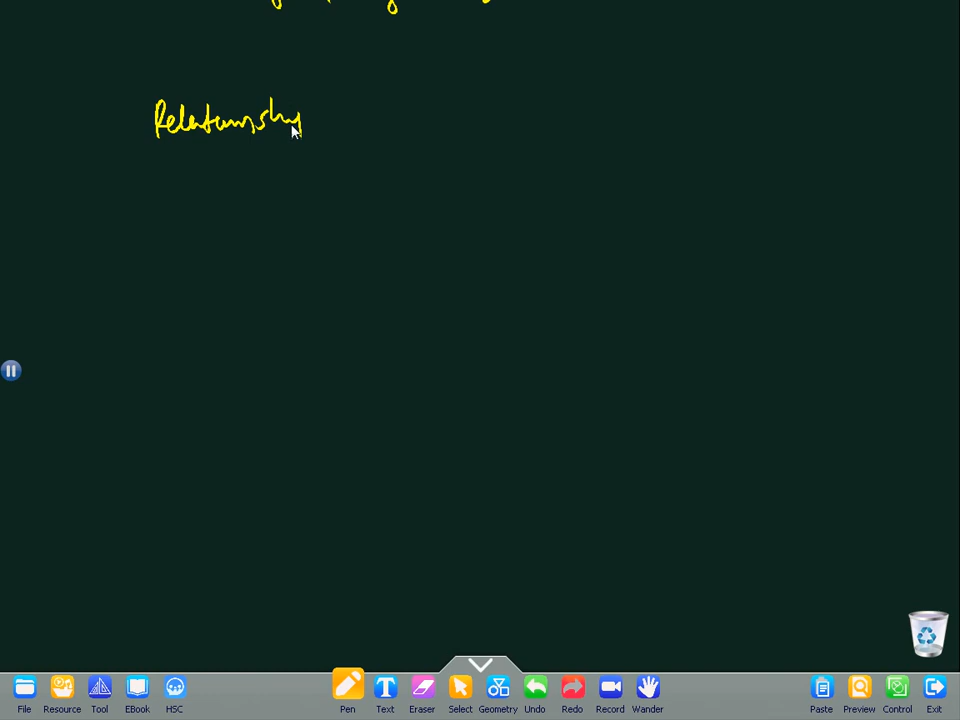 Relationship
File
Resource
Tool
EBook
HSC
Pen
Text
Eraser
Select
Geometry
Undo
Redo
Record
Wander
Paste
Preview
Control
Exit